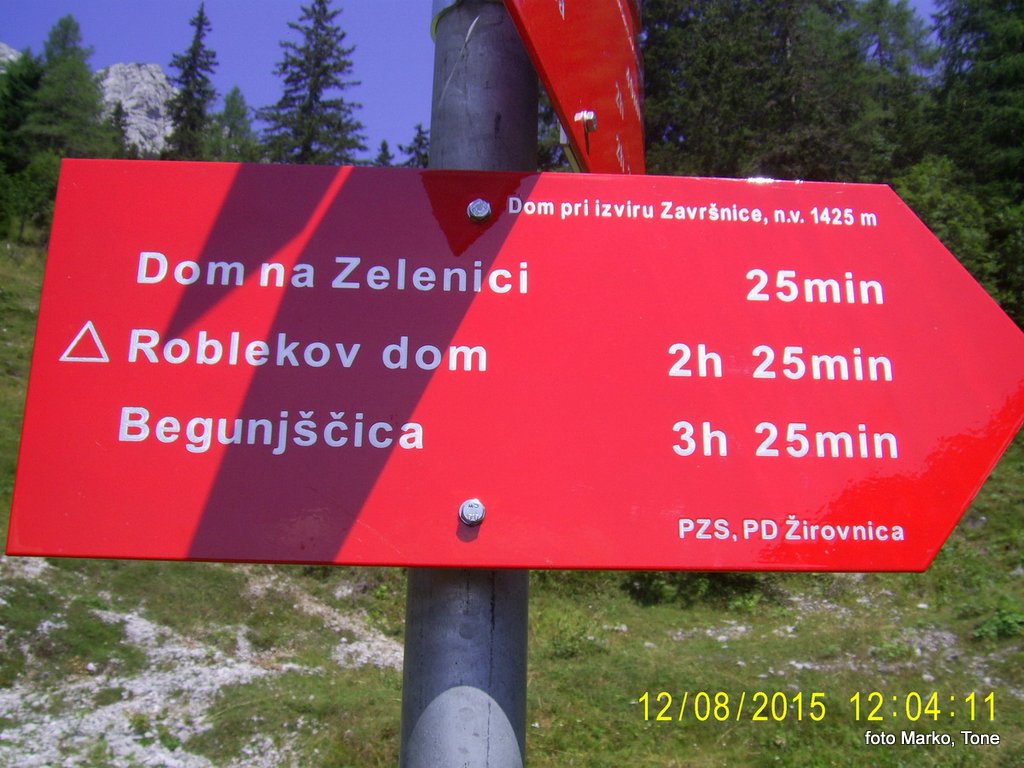 Dom pri izviru Završnice, n.v. 1425 m
Dom na Zelenici 25min
Roblekov dom 2h 25min
Begunjščica 3h 25min
PZS, PD Žirovnica
12/08/2015 12:04:11
foto Marko, Tone